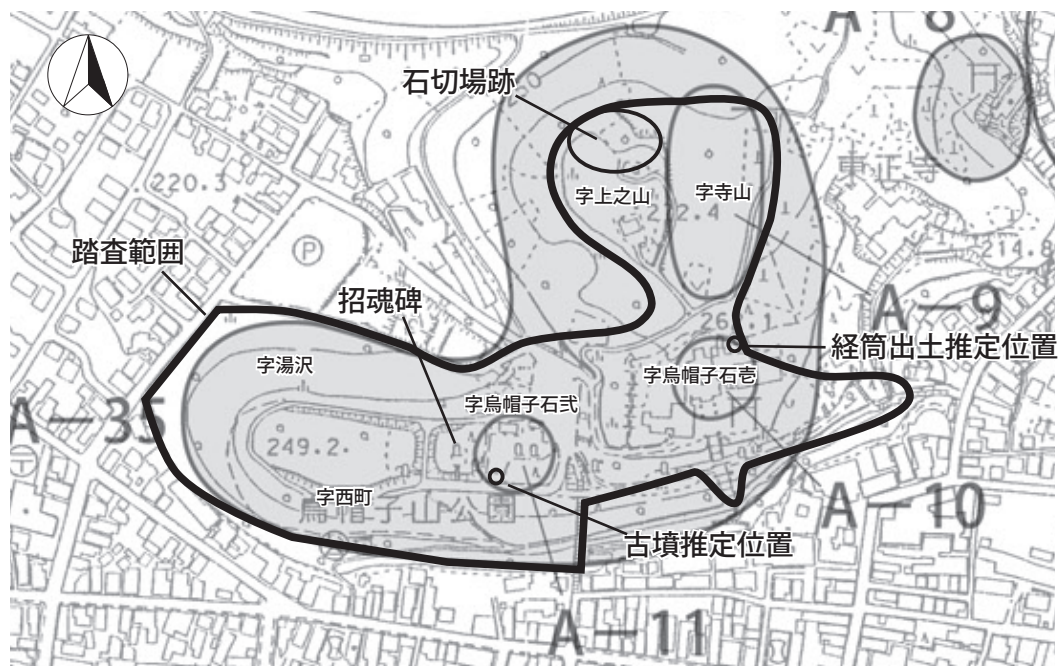 A-8
石切場跡
東正寺
字上之山
字寺山
220.3
214.8
踏査範囲
P
招魂碑
A-9
経筒出土推定位置
字湯沢
字烏帽子石壱
字烏帽子石弐
A-35
249.2
字西町
烏帽子山公園
A-10
古墳推定位置
A-11